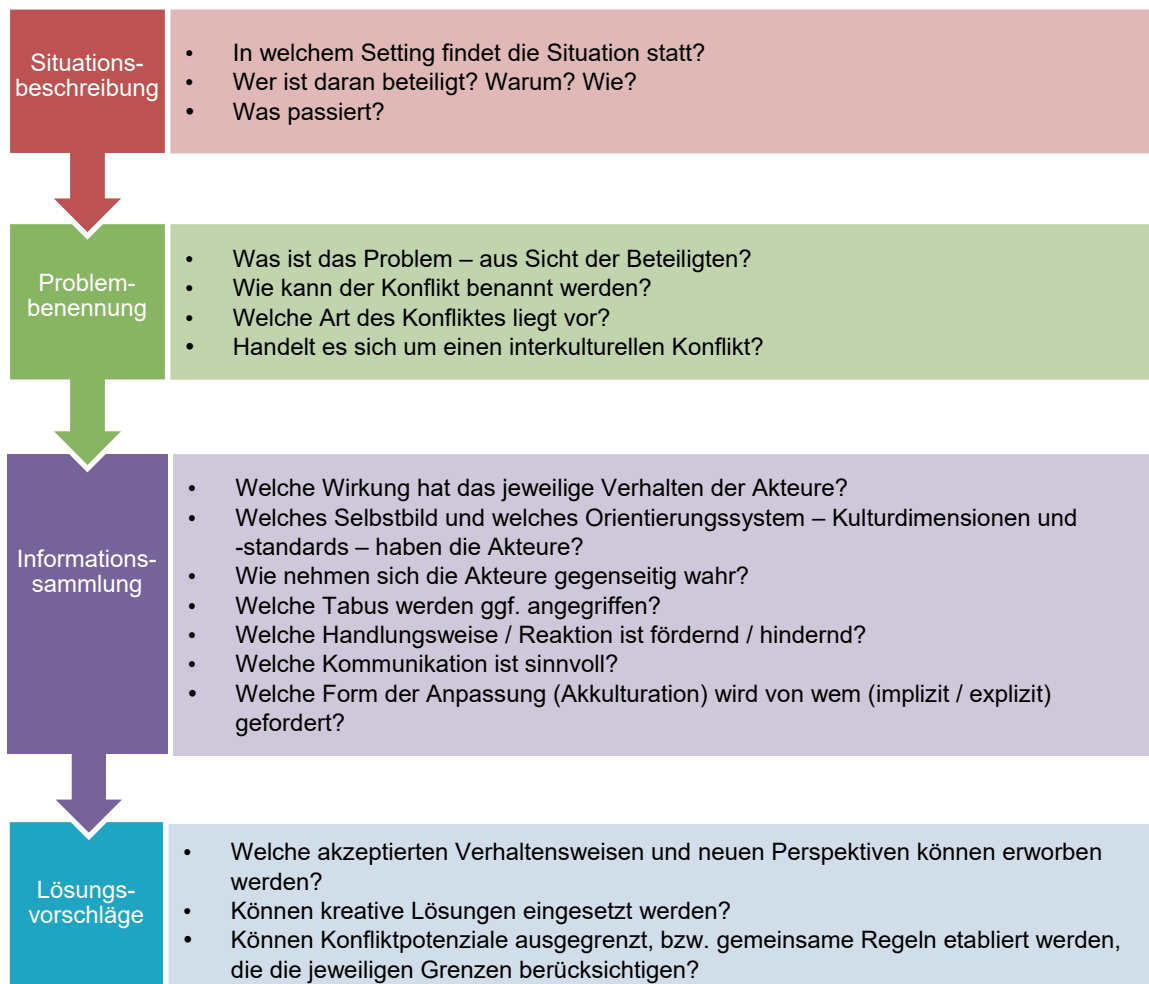 Situations-
beschreibung
• In welchem Setting findet die Situation statt?
• Wer ist daran beteiligt? Warum? Wie?
• Was passiert?
Problem-
benennung
• Was ist das Problem – aus Sicht der Beteiligten?
• Wie kann der Konflikt benannt werden?
• Welche Art des Konfliktes liegt vor?
• Handelt es sich um einen interkulturellen Konflikt?
Informations-
sammlung
• Welche Wirkung hat das jeweilige Verhalten der Akteure?
• Welches Selbstbild und welches Orientierungssystem – Kulturdimensionen und
-standards – haben die Akteure?
• Wie nehmen sich die Akteure gegenseitig wahr?
• Welche Tabus werden ggf. angegriffen?
• Welche Handlungsweise / Reaktion ist fördernd / hindernd?
• Welche Kommunikation ist sinnvoll?
• Welche Form der Anpassung (Akkulturation) wird von wem (implizit / explizit)
gefordert?
Lösungs-
vorschläge
• Welche akzeptierten Verhaltensweisen und neuen Perspektiven können erworben
werden?
• Können kreative Lösungen eingesetzt werden?
• Können Konfliktpotenziale ausgegrenzt, bzw. gemeinsame Regeln etabliert werden,
die die jeweiligen Grenzen berücksichtigen?